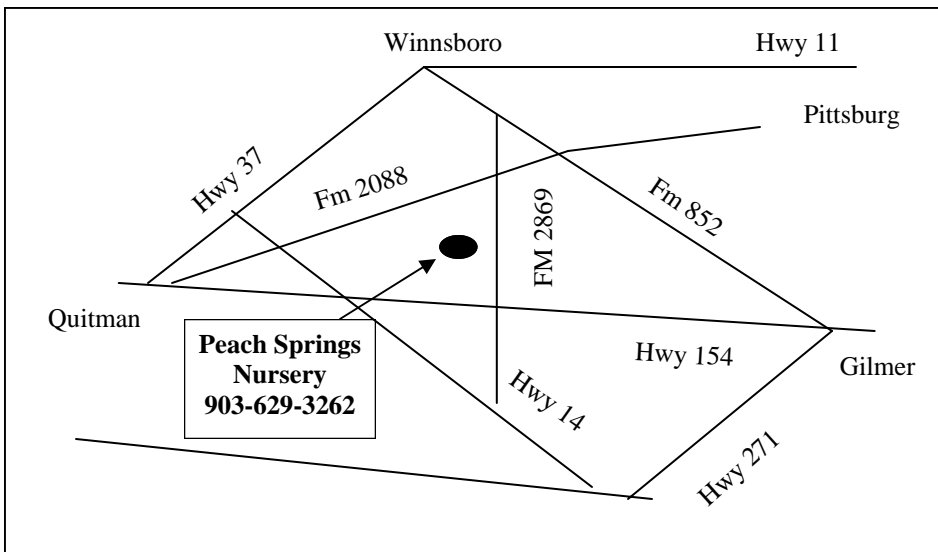 Winnsboro
Hwy 11
Pittsburg
Hwy 37
Fm 2088
FM 2869
Fm 852
Quitman
Peach Springs
Nursery
903-629-3262
Hwy 154
Gilmer
Hwy 14
Hwy 271